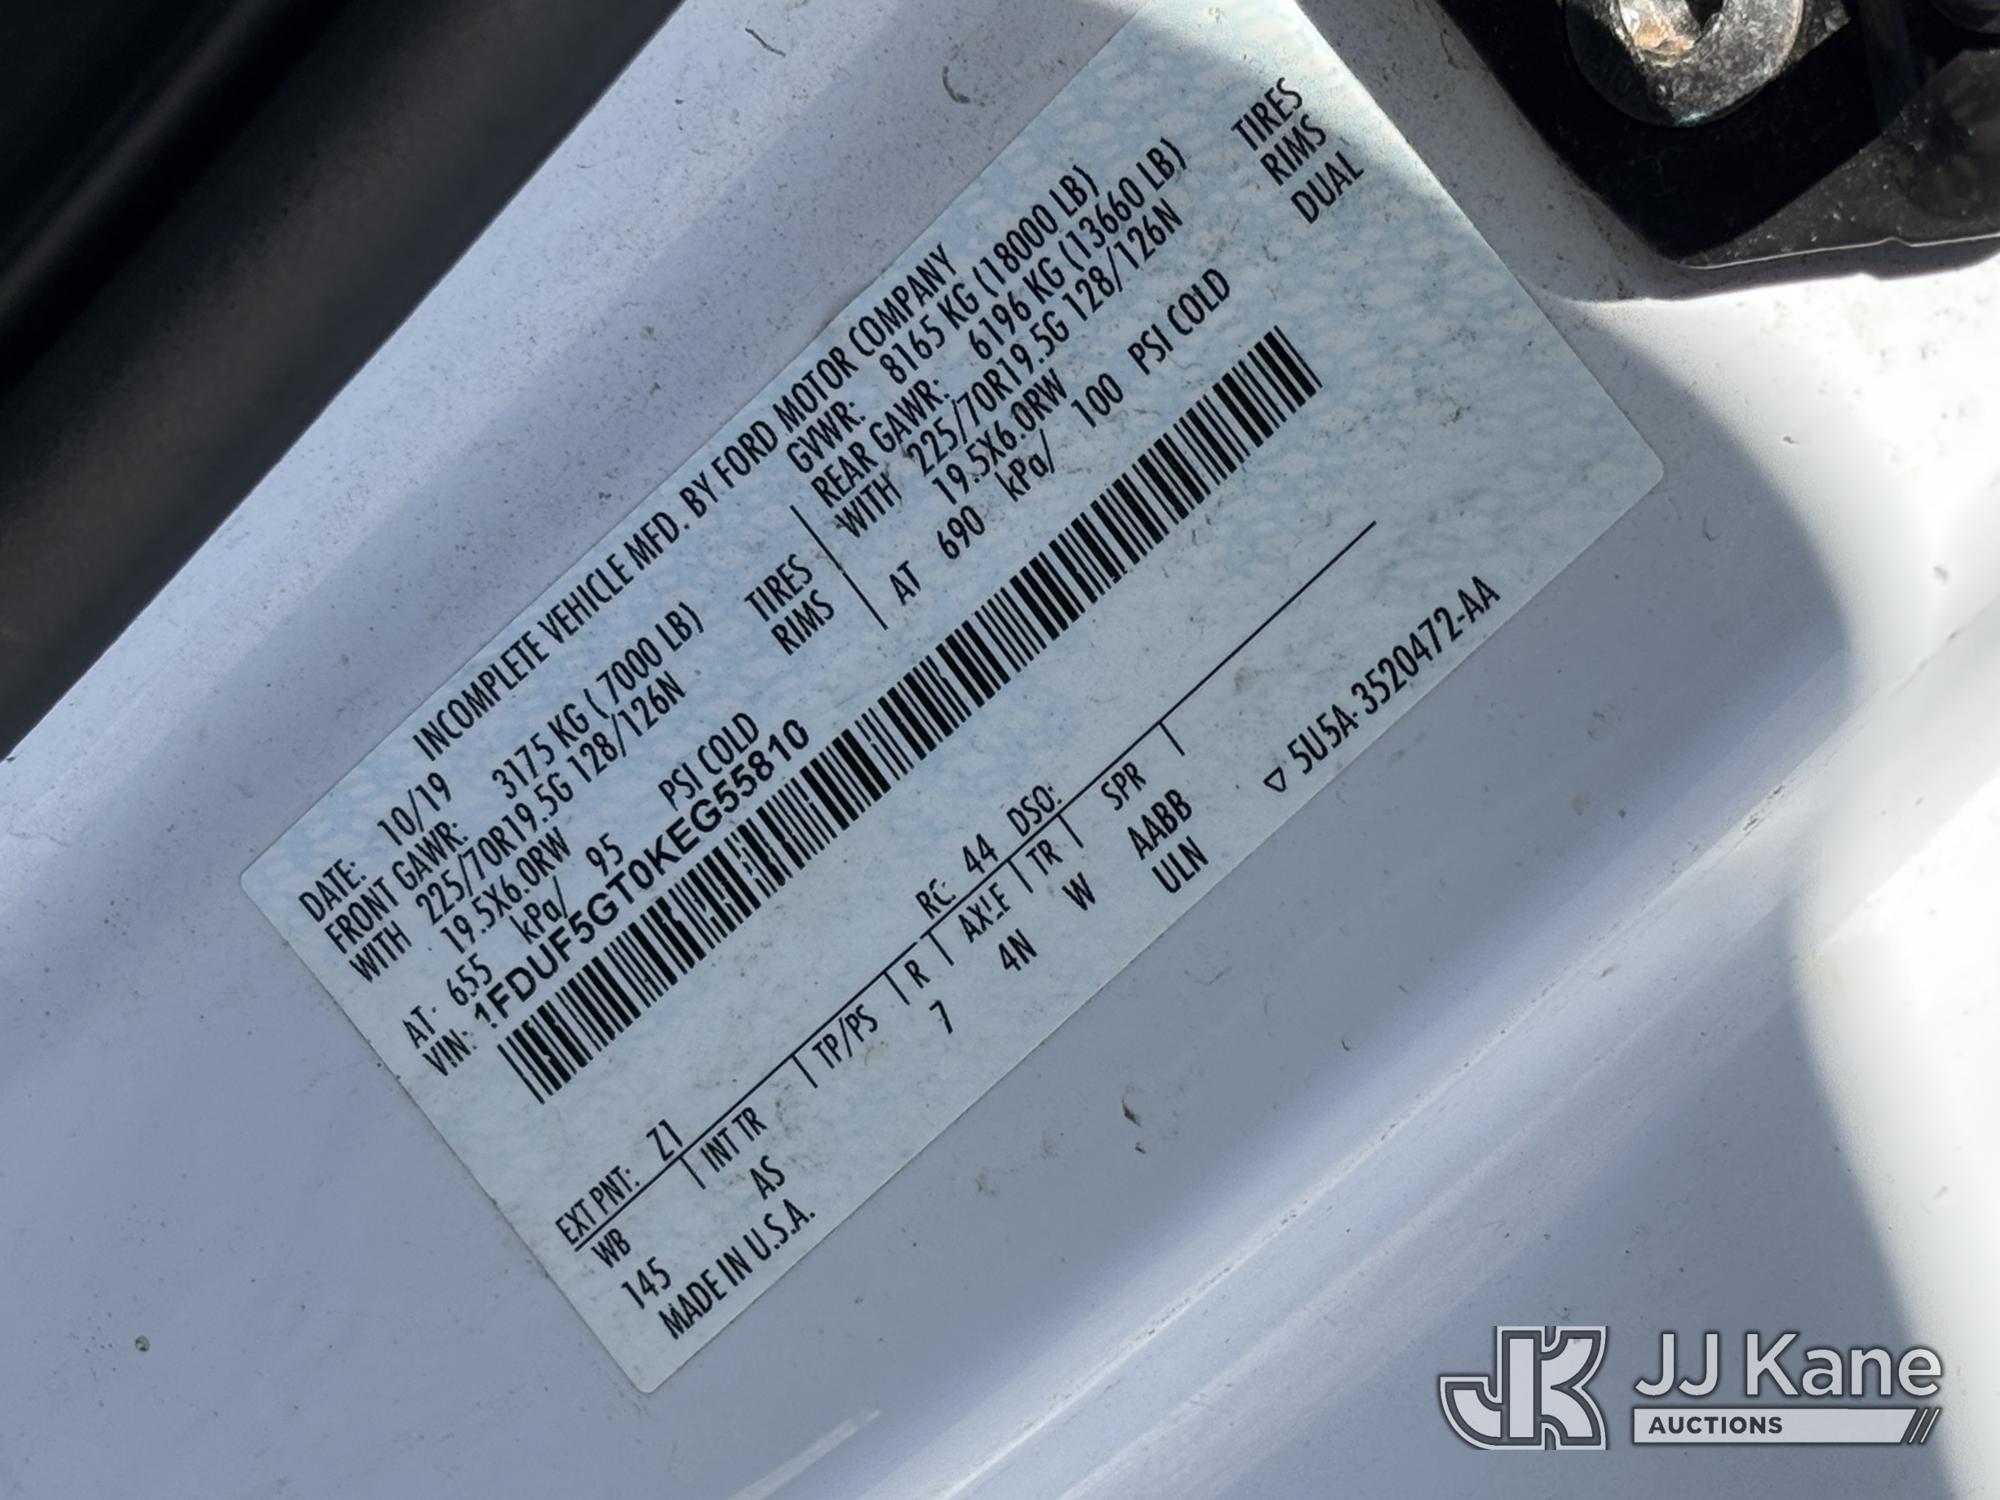 INCOMPLETE VEHICLE MFD. BY FORD MOTOR COMPANY
DATE: 10/19 GVWR: 8165 KG (18000 LB)
FRONT GAWR: 3175 KG ( 7000 LB) REAR GAWR: 6196 KG (13660 LB)
WITH 225/70R19.5G 128/126N TIRES WITH 225/70R19.5G 128/126N TIRES
19.5X6.0RW RIMS 19.5X6.0RW RIMS
AT 655 kPa/ 95 PSI COLD AT 690 kPa/ 100 PSI COLD DUAL
VIN: 1FDUF5GT0KEG55810
EXT PNT: Z1 RC: 44 DSO:
WB INT TR TP/PS R AXLE TR SPR
145 AS 7 4N W AABB
MADE IN U.S.A. ULN
▽ 5U5A-3520472-AA
JK JJ Kane
AUCTIONS